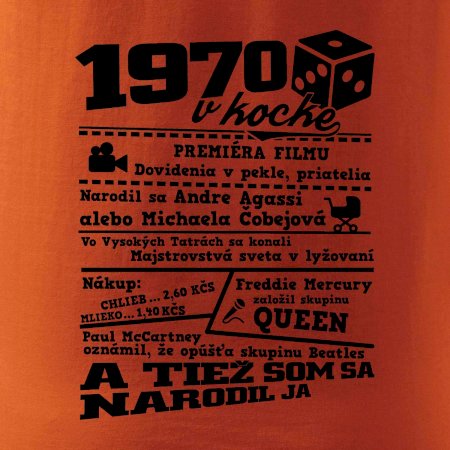 1970
v kocke
PREMIÉRA FILMU
Dovidenia v pekle, priatelia
Narodil sa Andre Agassi
alebo Michaela Čobejová
Vo Vysokých Tatrách sa konali
Majstrovstvá sveta v lyžovaní
Nákup:
CHLIEB ... 2,60 KČS
MLIEKO ... 1,40 KČS
Freddie Mercury
založil skupinu
QUEEN
Paul McCartney
oznámil, že opúšťa skupinu Beatles
A TIEŽ SOM SA
NARODIL JA